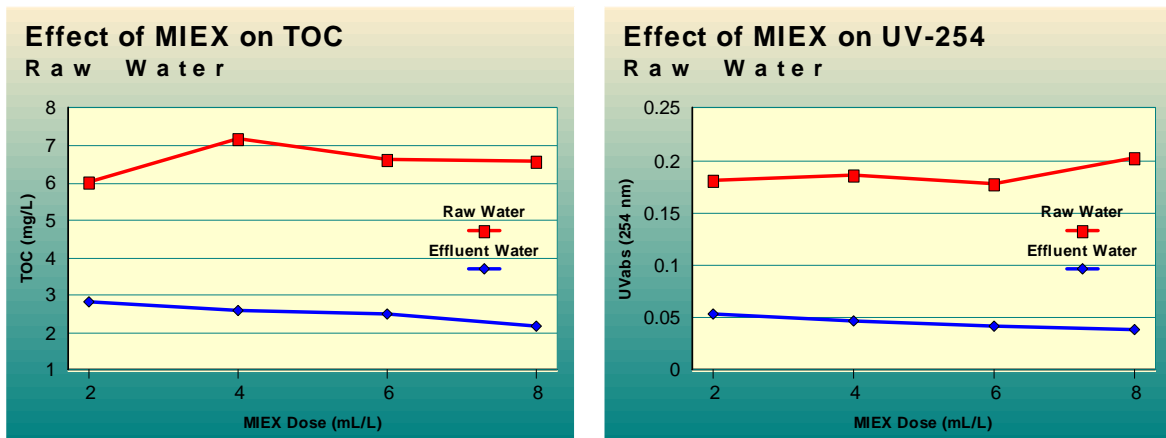 Effect of MIEX on TOC
Raw Water
8
7
6
5
4
3
2
1
TOC (mg/L)
Raw Water
Effluent Water
2 4 6 8
MIEX Dose (mL/L)
Effect of MIEX on UV-254
Raw Water
0.25
0.2
0.15
0.1
0.05
0
UVabs (254 nm)
Raw Water
Effluent Water
2 4 6 8
MIEX Dose (mL/L)